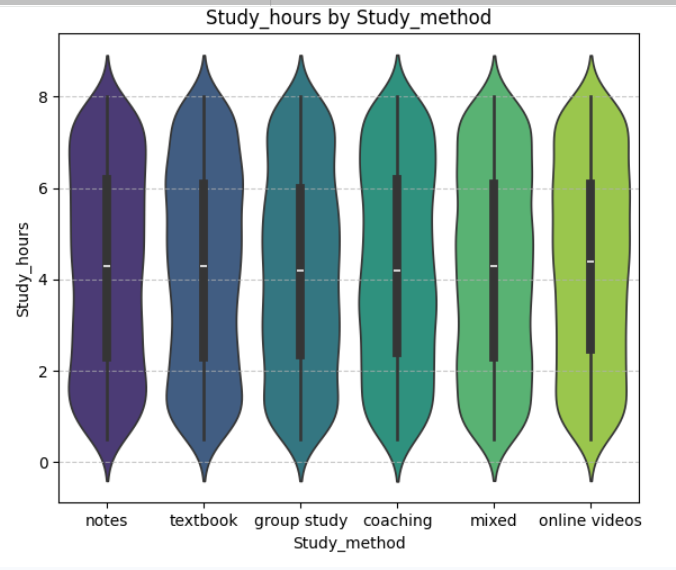 Study_hours by Study_method
Study_hours
8
6
4
2
0
notes textbook group study coaching mixed online videos
Study_method